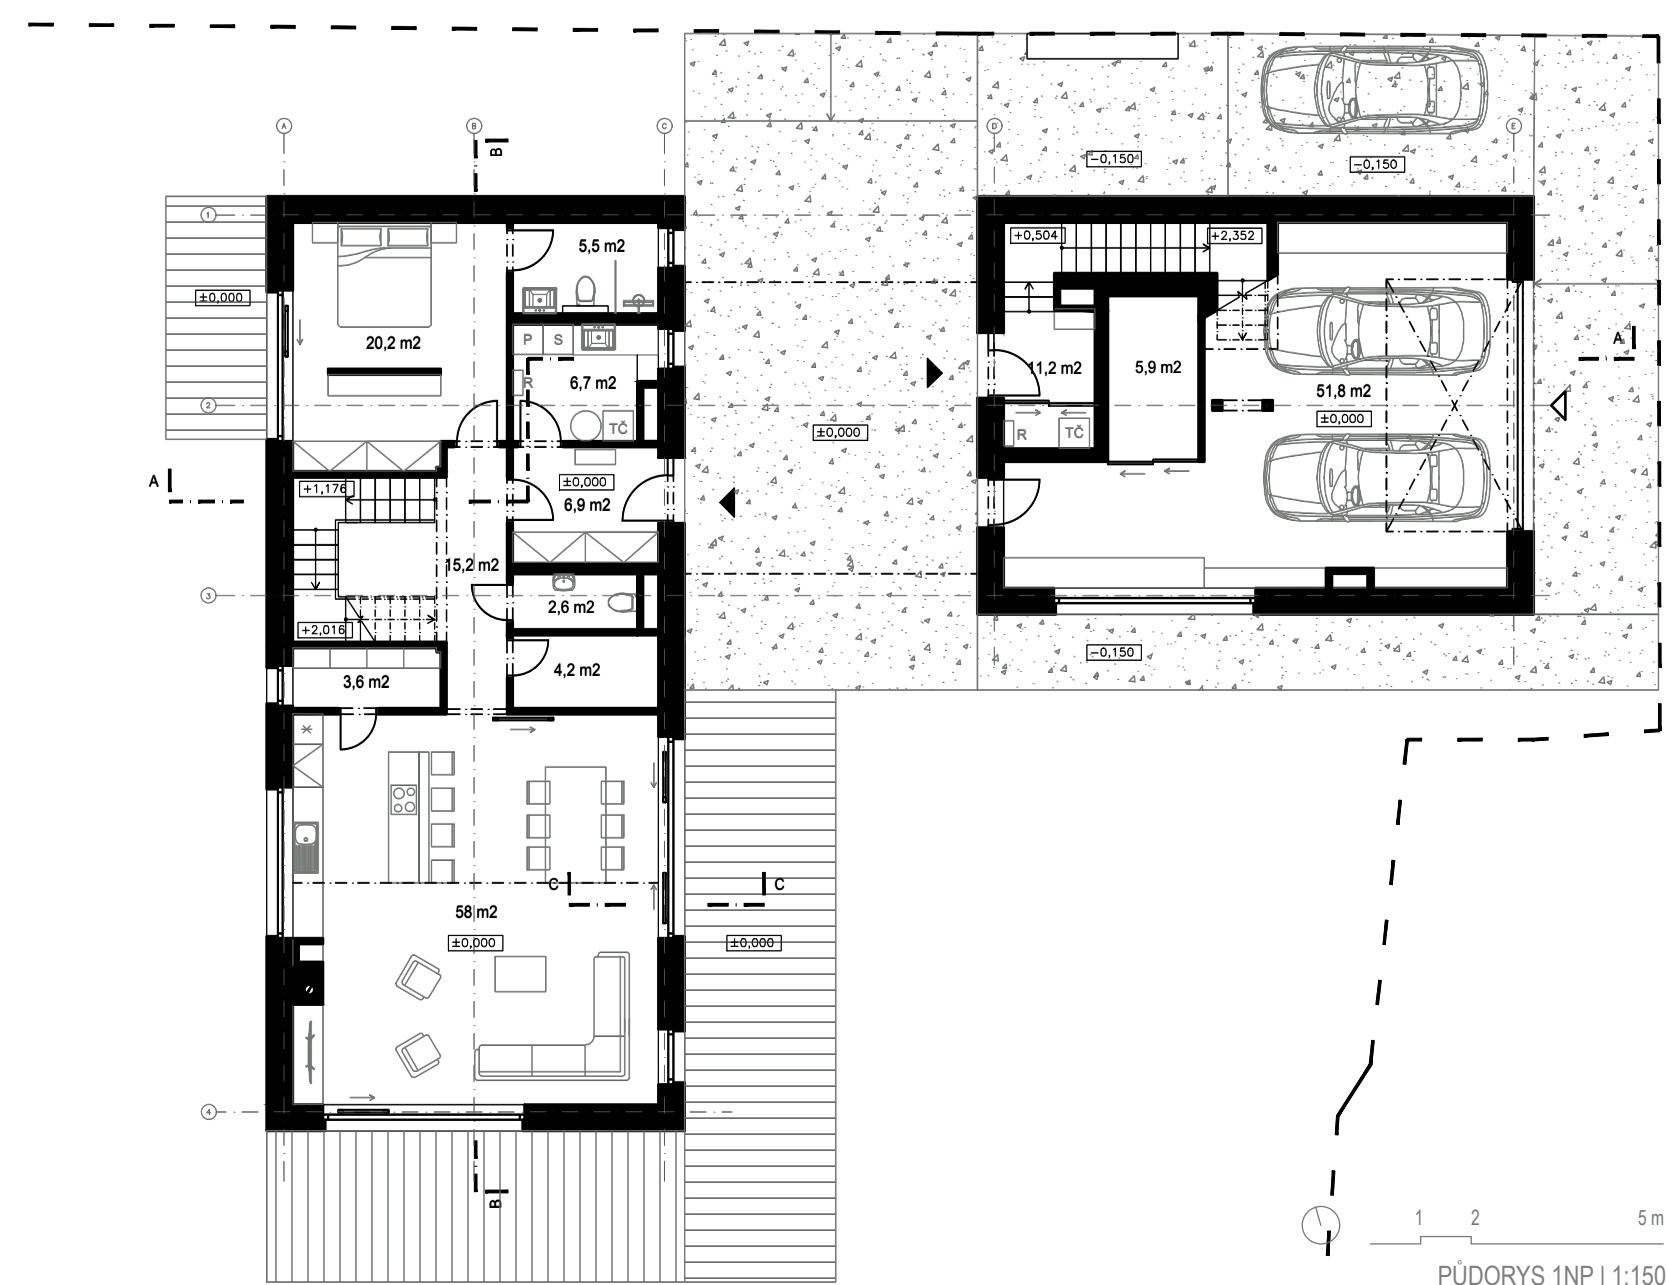 A
B
C
D
E
B
-0,150
-0,150
1
+0,504
+2,352
5,5 m2
±0,000
A
20,2 m2
P
S
11,2 m2
5,9 m2
R
6,7 m2
51,8 m2
2
±0,000
±0,000
TČ
R
TČ
A
+1,176
±0,000
6,9 m2
15,2 m2
3
2,6 m2
+2,016
-0,150
4,2 m2
3,6 m2
C
C
58 m2
±0,000
±0,000
4
B
1
2
5 m
PŮDORYS 1NP | 1:150